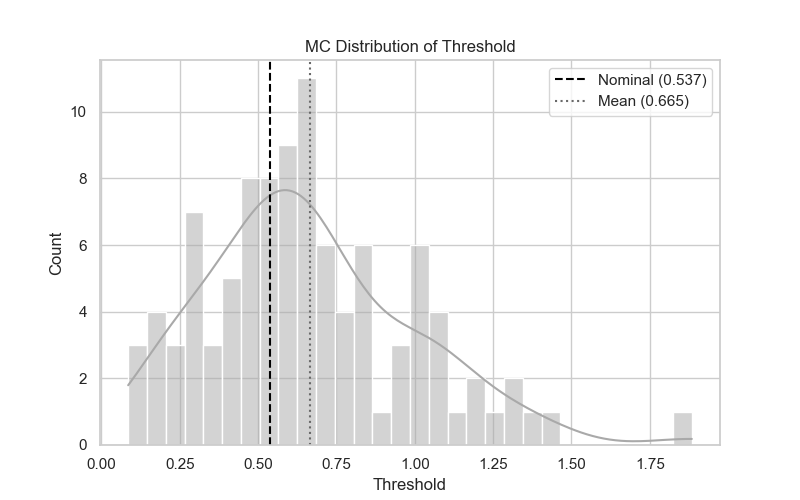 MC Distribution of Threshold
Nominal (0.537)
Mean (0.665)
Count
10
8
6
4
2
0
0.00 0.25 0.50 0.75 1.00 1.25 1.50 1.75
Threshold